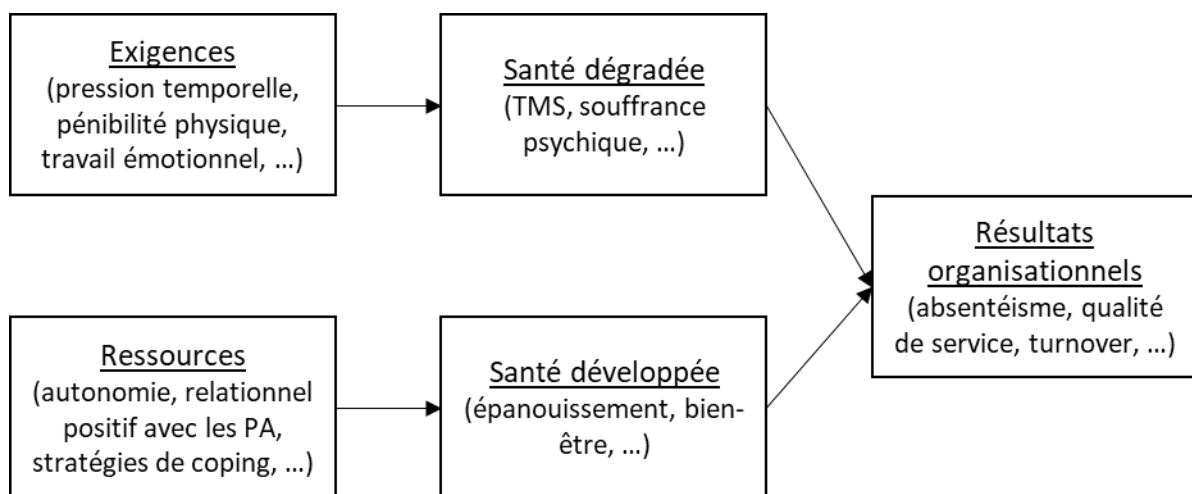 Exigences
(pression temporelle,
pénibilité physique,
travail émotionnel, ...)
Santé dégradée
(TMS, souffrance
psychique, ...)
Résultats
organisationnels
(absentéisme, qualité
de service, turnover, ...)
Ressources
(autonomie, relationnel
positif avec les PA,
stratégies de coping, ...)
Santé développée
(épanouissement, bien-
être, ...)